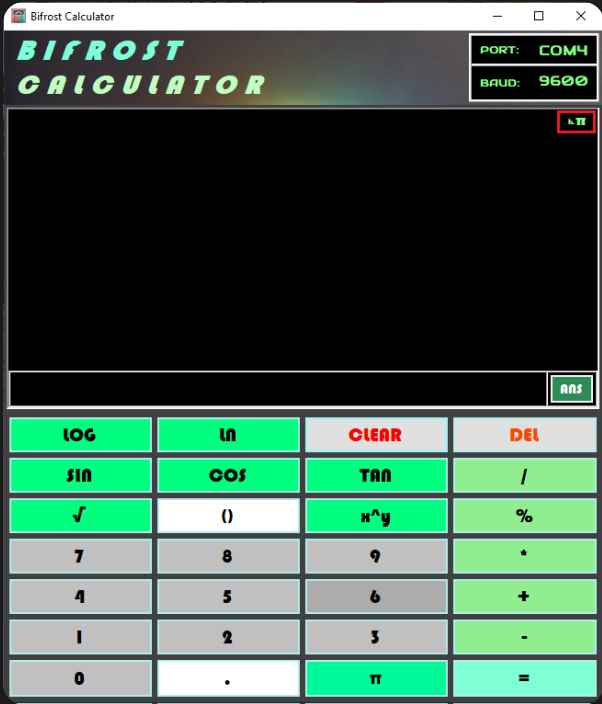 Bifrost Calculator
BIFROST
CALCULATOR
PORT: COM4
BAUD: 9600
π
ANS
LOG LN CLEAR DEL
SIN COS TAN /
√ () x^y %
7 8 9 *
4 5 6 +
1 2 3 -
0 . π =